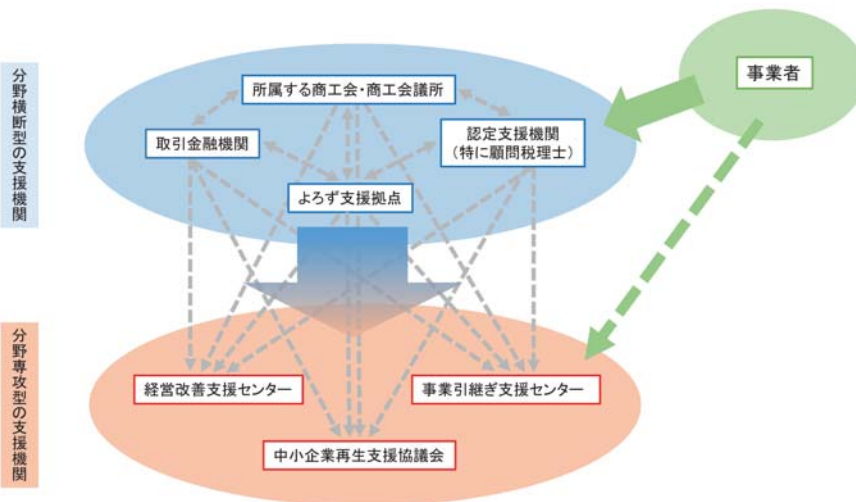 分野横断型の支援機関
所属する商工会・商工会議所
事業者
取引金融機関
認定支援機関
（特に顧問税理士）
よろず支援拠点
分野専攻型の支援機関
経営改善支援センター
事業引継ぎ支援センター
中小企業再生支援協議会